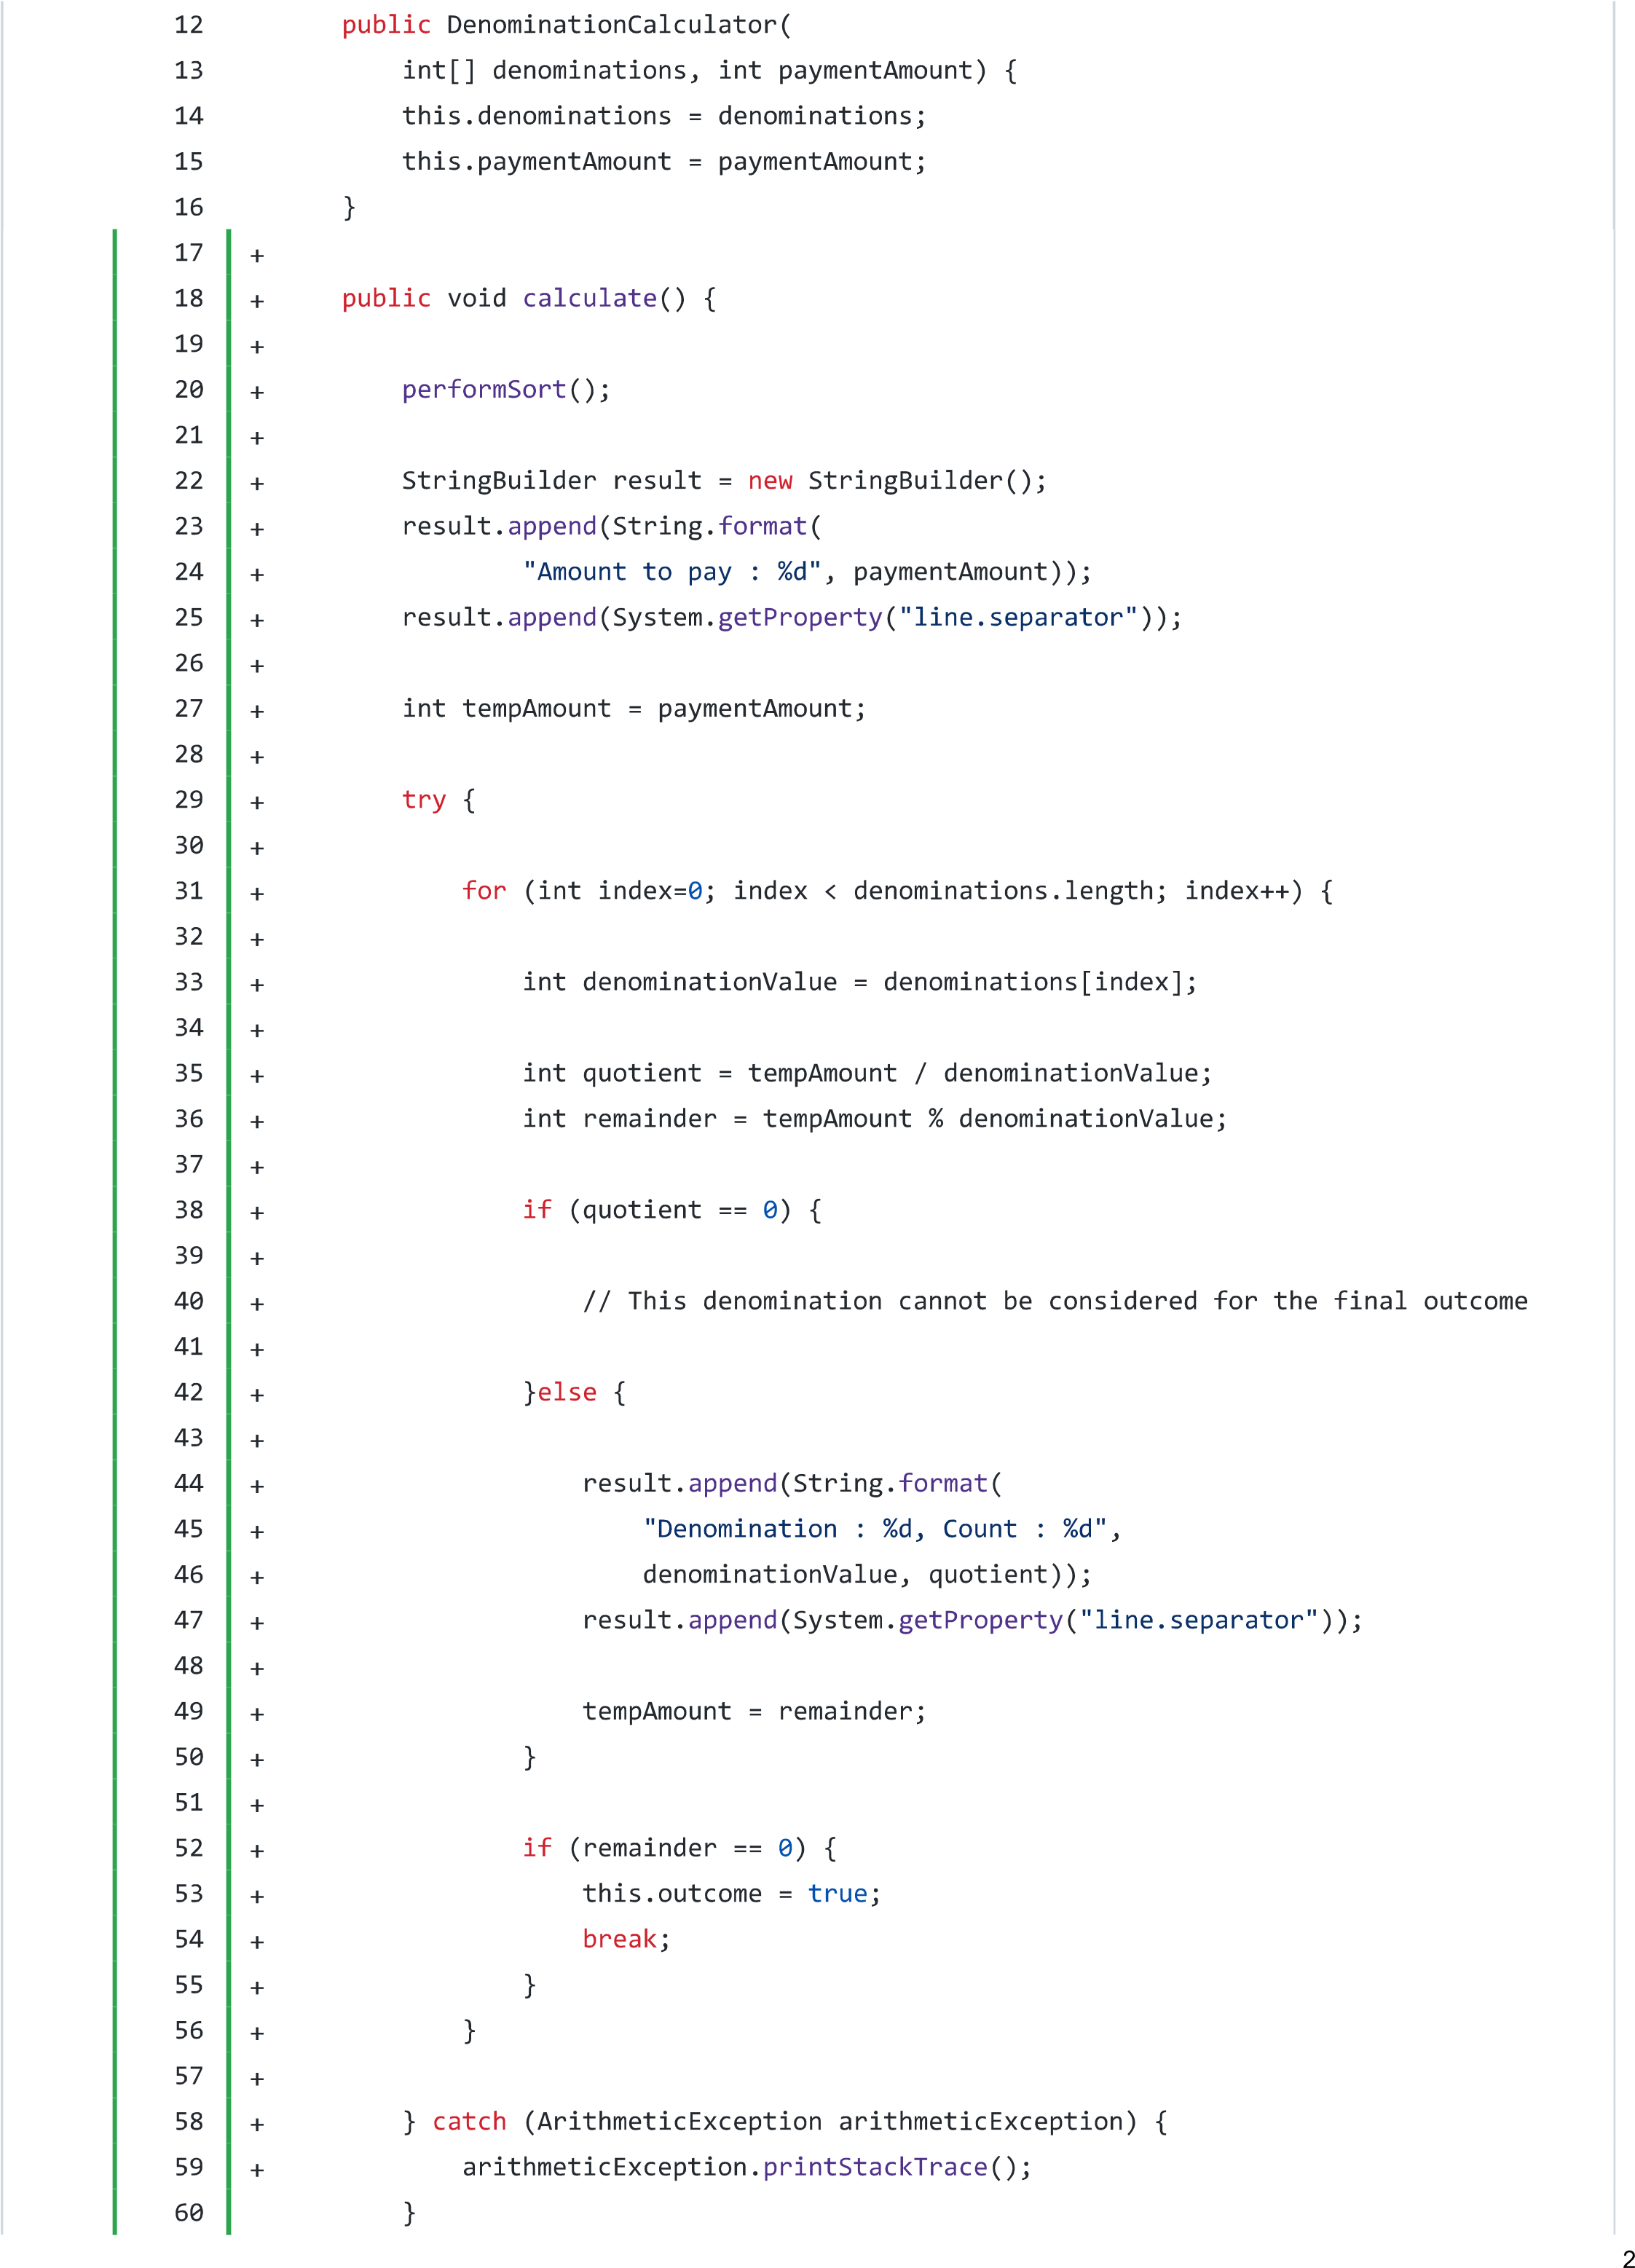 12 public DenominationCalculator(
13 int[] denominations, int paymentAmount) {
14 this.denominations = denominations;
15 this.paymentAmount = paymentAmount;
16 }
17 +
18 + public void calculate() {
19 +
20 + performSort();
21 +
22 + StringBuilder result = new StringBuilder();
23 + result.append(String.format(
24 + "Amount to pay : %d", paymentAmount));
25 + result.append(System.getProperty("line.separator"));
26 +
27 + int tempAmount = paymentAmount;
28 +
29 + try {
30 +
31 + for (int index=0; index < denominations.length; index++) {
32 +
33 + int denominationValue = denominations[index];
34 +
35 + int quotient = tempAmount / denominationValue;
36 + int remainder = tempAmount % denominationValue;
37 +
38 + if (quotient == 0) {
39 +
40 + // This denomination cannot be considered for the final outcome
41 +
42 + }else {
43 +
44 + result.append(String.format(
45 + "Denomination : %d, Count : %d",
46 + denominationValue, quotient));
47 + result.append(System.getProperty("line.separator"));
48 +
49 + tempAmount = remainder;
50 + }
51 +
52 + if (remainder == 0) {
53 + this.outcome = true;
54 + break;
55 + }
56 + }
57 +
58 + } catch (ArithmeticException arithmeticException) {
59 + arithmeticException.printStackTrace();
60 }
2